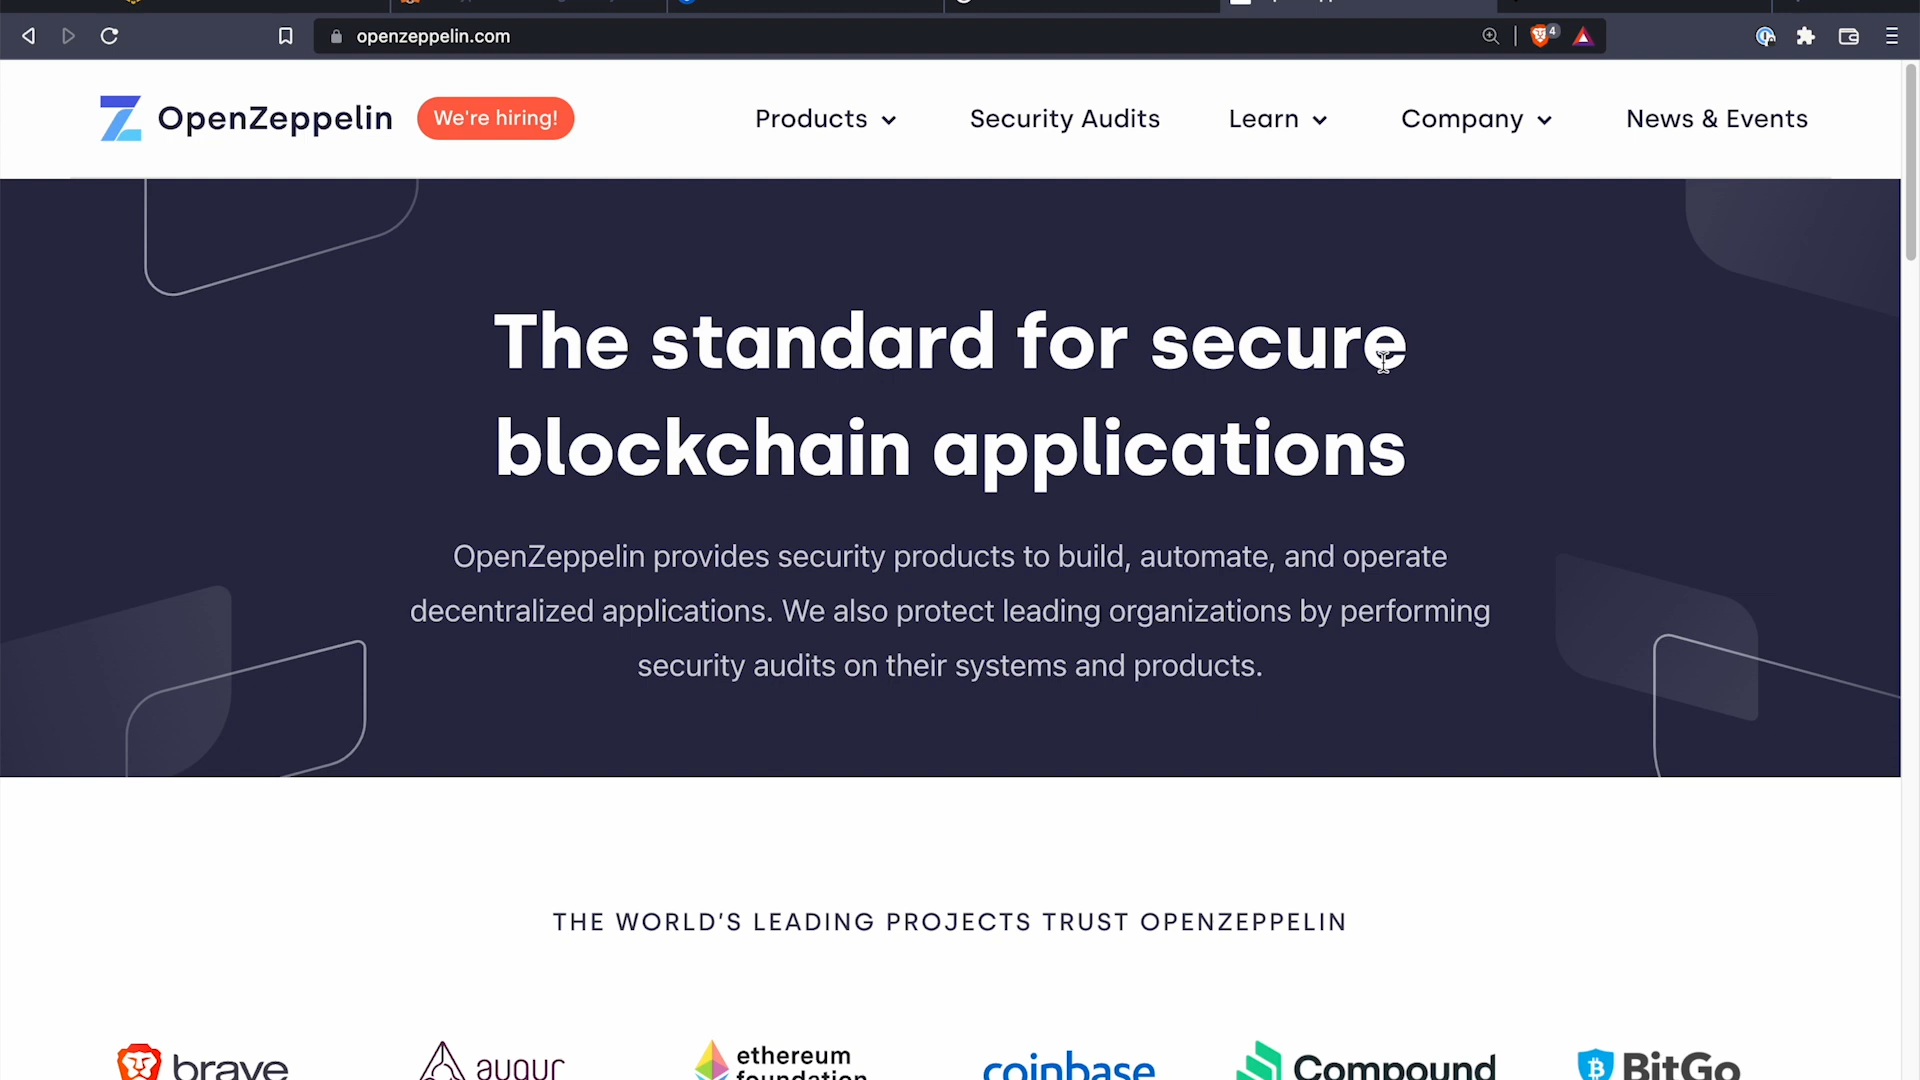 openzeppelin.com
4
OpenZeppelin
We're hiring!
Products
Security Audits
Learn
Company
News & Events
The standard for secure
blockchain applications
OpenZeppelin provides security products to build, automate, and operate
decentralized applications. We also protect leading organizations by performing
security audits on their systems and products.
THE WORLD'S LEADING PROJECTS TRUST OPENZEPPELIN
brave
augur
ethereum
foundation
coinbase
Compound
BitGo